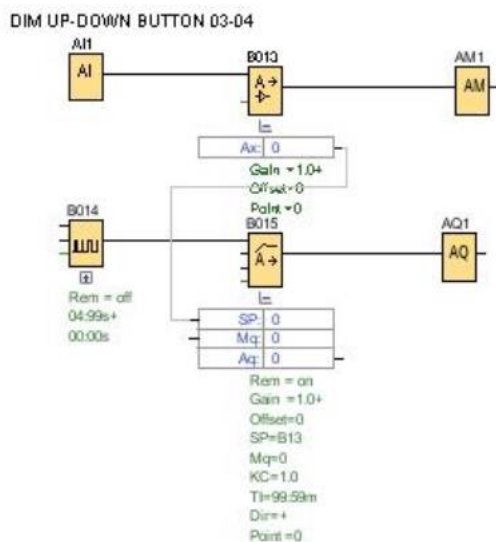 DIM UP-DOWN BUTTON 03-04
AI1
AI
B013
A→
AM1
AM
Ax: 0
Gain =1.0+
Offset=0
Point =0
B014
Rem = off
04:99s+
00:00s
B015
A→
AQ1
AQ
SP: 0
Mq: 0
Aq: 0
Rem = on
Gain =1.0+
Offset=0
SP=B13
Mq=0
KC=1.0
TI=99:59m
Dir=+
Point =0